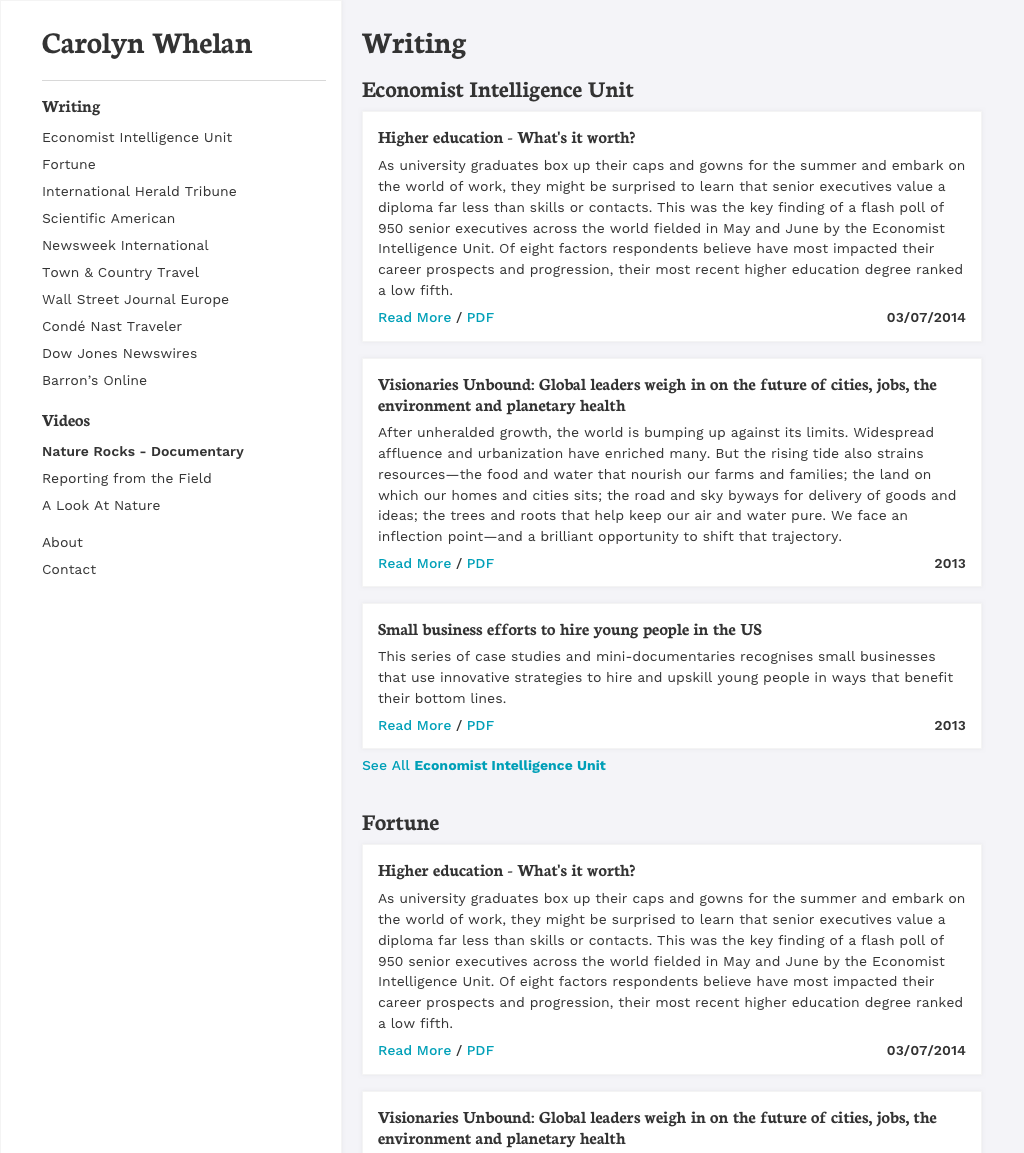 Carolyn Whelan
Writing
Economist Intelligence Unit
Fortune
International Herald Tribune
Scientific American
Newsweek International
Town & Country Travel
Wall Street Journal Europe
Condé Nast Traveler
Dow Jones Newswires
Barron’s Online
Videos
Nature Rocks - Documentary
Reporting from the Field
A Look At Nature
About
Contact
Writing
Economist Intelligence Unit
Higher education - What's it worth?
As university graduates box up their caps and gowns for the summer and embark on
the world of work, they might be surprised to learn that senior executives value a
diploma far less than skills or contacts. This was the key finding of a flash poll of
950 senior executives across the world fielded in May and June by the Economist
Intelligence Unit. Of eight factors respondents believe have most impacted their
career prospects and progression, their most recent higher education degree ranked
a low fifth.
Read More / PDF 03/07/2014
Visionaries Unbound: Global leaders weigh in on the future of cities, jobs, the
environment and planetary health
After unheralded growth, the world is bumping up against its limits. Widespread
affluence and urbanization have enriched many. But the rising tide also strains
resources—the food and water that nourish our farms and families; the land on
which our homes and cities sits; the road and sky byways for delivery of goods and
ideas; the trees and roots that help keep our air and water pure. We face an
inflection point—and a brilliant opportunity to shift that trajectory.
Read More / PDF 2013
Small business efforts to hire young people in the US
This series of case studies and mini-documentaries recognises small businesses
that use innovative strategies to hire and upskill young people in ways that benefit
their bottom lines.
Read More / PDF 2013
See All Economist Intelligence Unit
Fortune
Higher education - What's it worth?
As university graduates box up their caps and gowns for the summer and embark on
the world of work, they might be surprised to learn that senior executives value a
diploma far less than skills or contacts. This was the key finding of a flash poll of
950 senior executives across the world fielded in May and June by the Economist
Intelligence Unit. Of eight factors respondents believe have most impacted their
career prospects and progression, their most recent higher education degree ranked
a low fifth.
Read More / PDF 03/07/2014
Visionaries Unbound: Global leaders weigh in on the future of cities, jobs, the
environment and planetary health